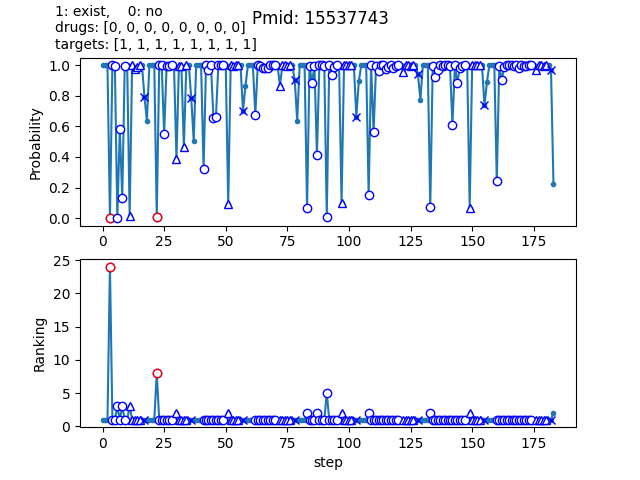 1: exist,    0: no
Pmid: 15537743
drugs: [0, 0, 0, 0, 0, 0, 0, 0]
targets: [1, 1, 1, 1, 1, 1, 1, 1]
Probability
1.0
0.8
0.6
0.4
0.2
0.0
0 25 50 75 100 125 150 175
Ranking
25
20
15
10
5
0
0 25 50 75 100 125 150 175
step